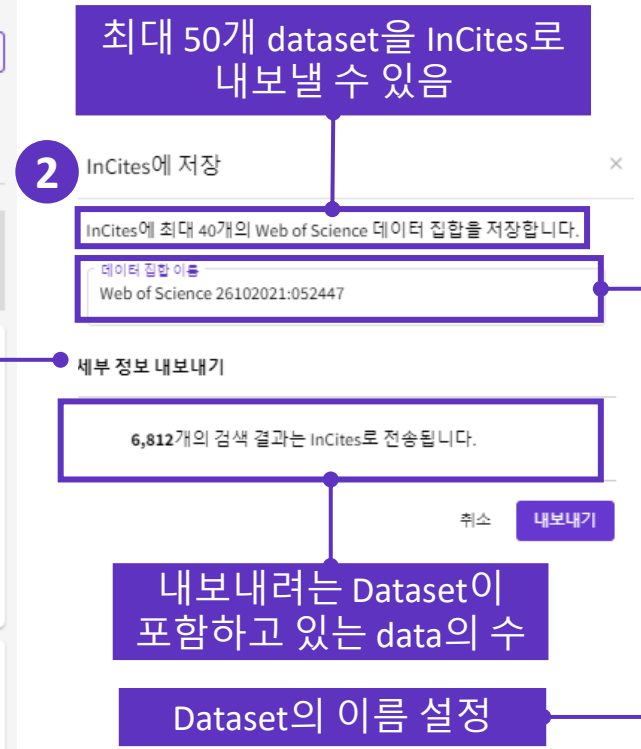 최대 50개 dataset을 InCites로
내보낼 수 있음
2
InCites에 저장
×
InCites에 최대 40개의 Web of Science 데이터 집합을 저장합니다.
데이터 집합 이름
Web of Science 26102021:052447
세부 정보 내보내기
6,812개의 검색 결과는 InCites로 전송됩니다.
취소 내보내기
내보내려는 Dataset이
포함하고 있는 data의 수
Dataset의 이름 설정